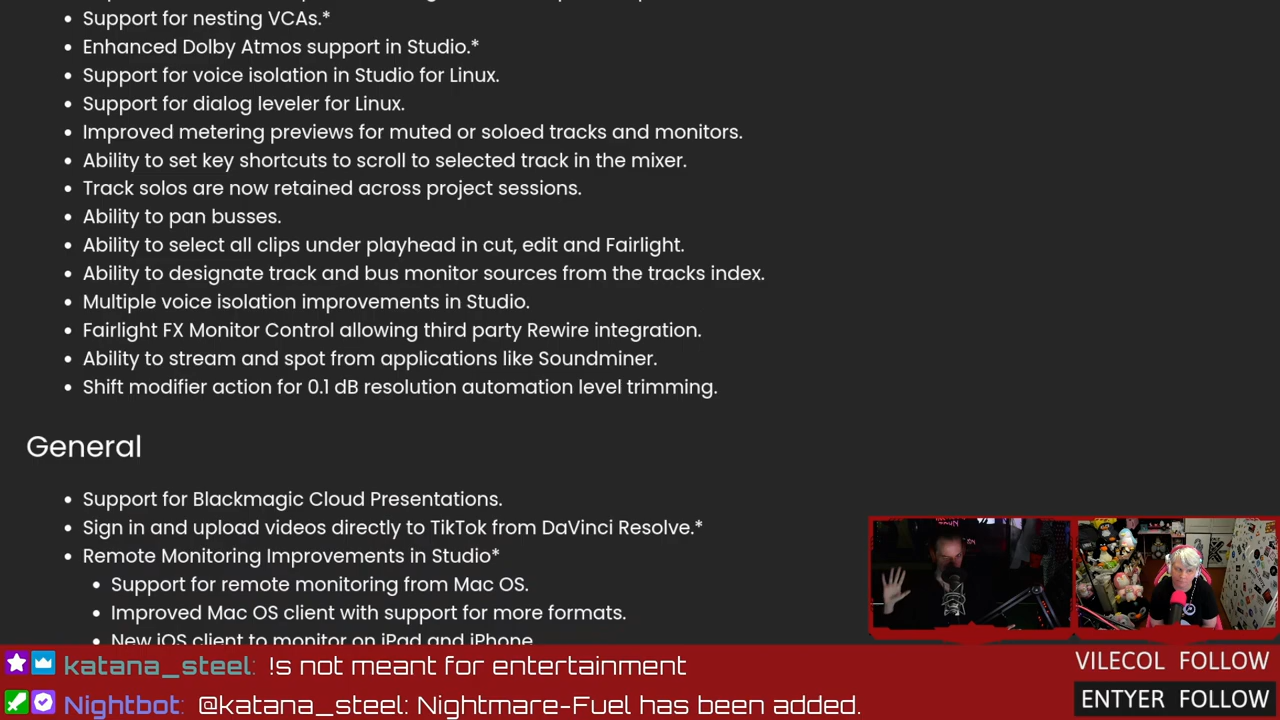 Support for nesting VCAs.*
Enhanced Dolby Atmos support in Studio.*
Support for voice isolation in Studio for Linux.
Support for dialog leveler for Linux.
Improved metering previews for muted or soloed tracks and monitors.
Ability to set key shortcuts to scroll to selected track in the mixer.
Track solos are now retained across project sessions.
Ability to pan busses.
Ability to select all clips under playhead in cut, edit and Fairlight.
Ability to designate track and bus monitor sources from the tracks index.
Multiple voice isolation improvements in Studio.
Fairlight FX Monitor Control allowing third party Rewire integration.
Ability to stream and spot from applications like Soundminer.
Shift modifier action for 0.1 dB resolution automation level trimming.
General
Support for Blackmagic Cloud Presentations.
Sign in and upload videos directly to TikTok from DaVinci Resolve.*
Remote Monitoring Improvements in Studio*
Support for remote monitoring from Mac OS.
Improved Mac OS client with support for more formats.
New iOS client to monitor on iPad and iPhone
katana_steel: !s not meant for entertainment
Nightbot: @katana_steel: Nightmare-Fuel has been added.
VILECOL FOLLOW
ENTYER FOLLOW